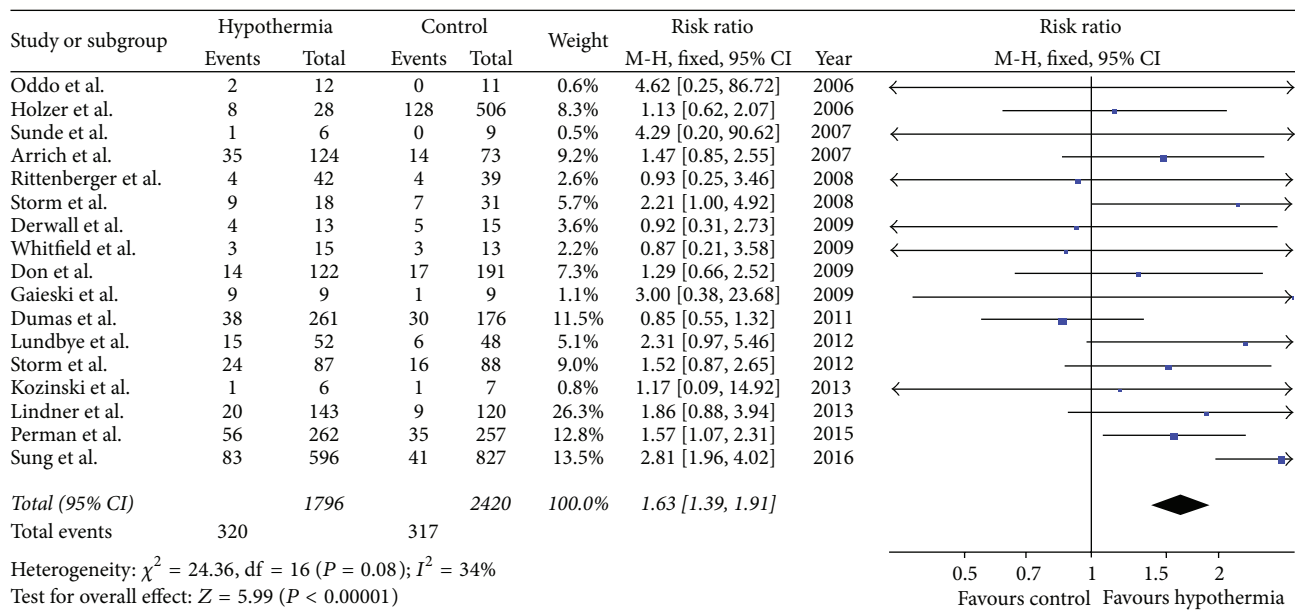 Study or subgroup Hypothermia Control Weight Risk ratio Year Risk ratio
Events Total Events Total M-H, fixed, 95% CI M-H, fixed, 95% CI
Oddo et al. 2 12 0 11 0.6% 4.62 [0.25, 86.72] 2006
Holzer et al. 8 28 128 506 8.3% 1.13 [0.62, 2.07] 2006
Sunde et al. 1 6 0 9 0.5% 4.29 [0.20, 90.62] 2007
Arrich et al. 35 124 14 73 9.2% 1.47 [0.85, 2.55] 2007
Rittenberger et al. 4 42 4 39 2.6% 0.93 [0.25, 3.46] 2008
Storm et al. 9 18 7 31 5.7% 2.21 [1.00, 4.92] 2008
Derwall et al. 4 13 5 15 3.6% 0.92 [0.31, 2.73] 2009
Whitfield et al. 3 15 3 13 2.2% 0.87 [0.21, 3.58] 2009
Don et al. 14 122 17 191 7.3% 1.29 [0.66, 2.52] 2009
Gaieski et al. 9 9 1 9 1.1% 3.00 [0.38, 23.68] 2009
Dumas et al. 38 261 30 176 11.5% 0.85 [0.55, 1.32] 2011
Lundbye et al. 15 52 6 48 5.1% 2.31 [0.97, 5.46] 2012
Storm et al. 24 87 16 88 9.0% 1.52 [0.87, 2.65] 2012
Kozinski et al. 1 6 1 7 0.8% 1.17 [0.09, 14.92] 2013
Lindner et al. 20 143 9 120 26.3% 1.86 [0.88, 3.94] 2013
Perman et al. 56 262 35 257 12.8% 1.57 [1.07, 2.31] 2015
Sung et al. 83 596 41 827 13.5% 2.81 [1.96, 4.02] 2016
Total (95% CI) 1796 2420 100.0% 1.63 [1.39, 1.91]
Total events 320 317
Heterogeneity: χ² = 24.36, df = 16 (P = 0.08); I² = 34%
Test for overall effect: Z = 5.99 (P < 0.00001)
0.5 0.7 1 1.5 2
Favours control Favours hypothermia